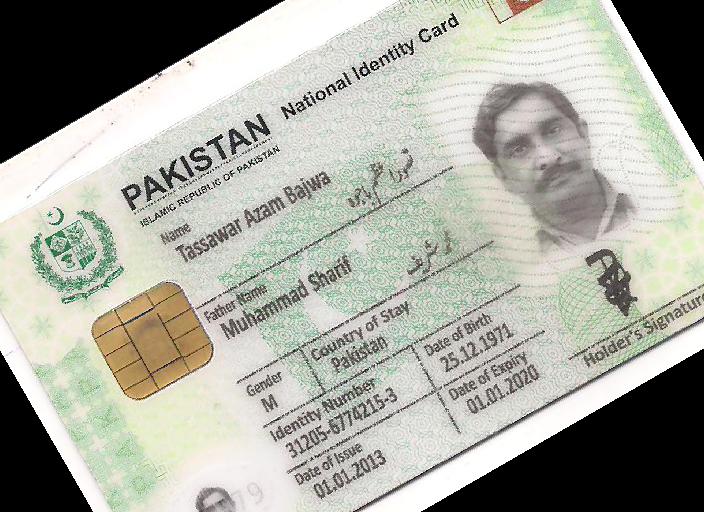 PAKISTAN National Identity Card
ISLAMIC REPUBLIC OF PAKISTAN
Name
Tassawar Azam Bajwa
تصور اعظم باجوہ
Father Name
Muhammad Sharif
محمد شریف
Gender
M
Country of Stay
Pakistan
Identity Number
31205-6774215-3
Date of Birth
25.12.1971
Date of Issue
01.01.2013
Date of Expiry
01.01.2020
Holder's Signature
79